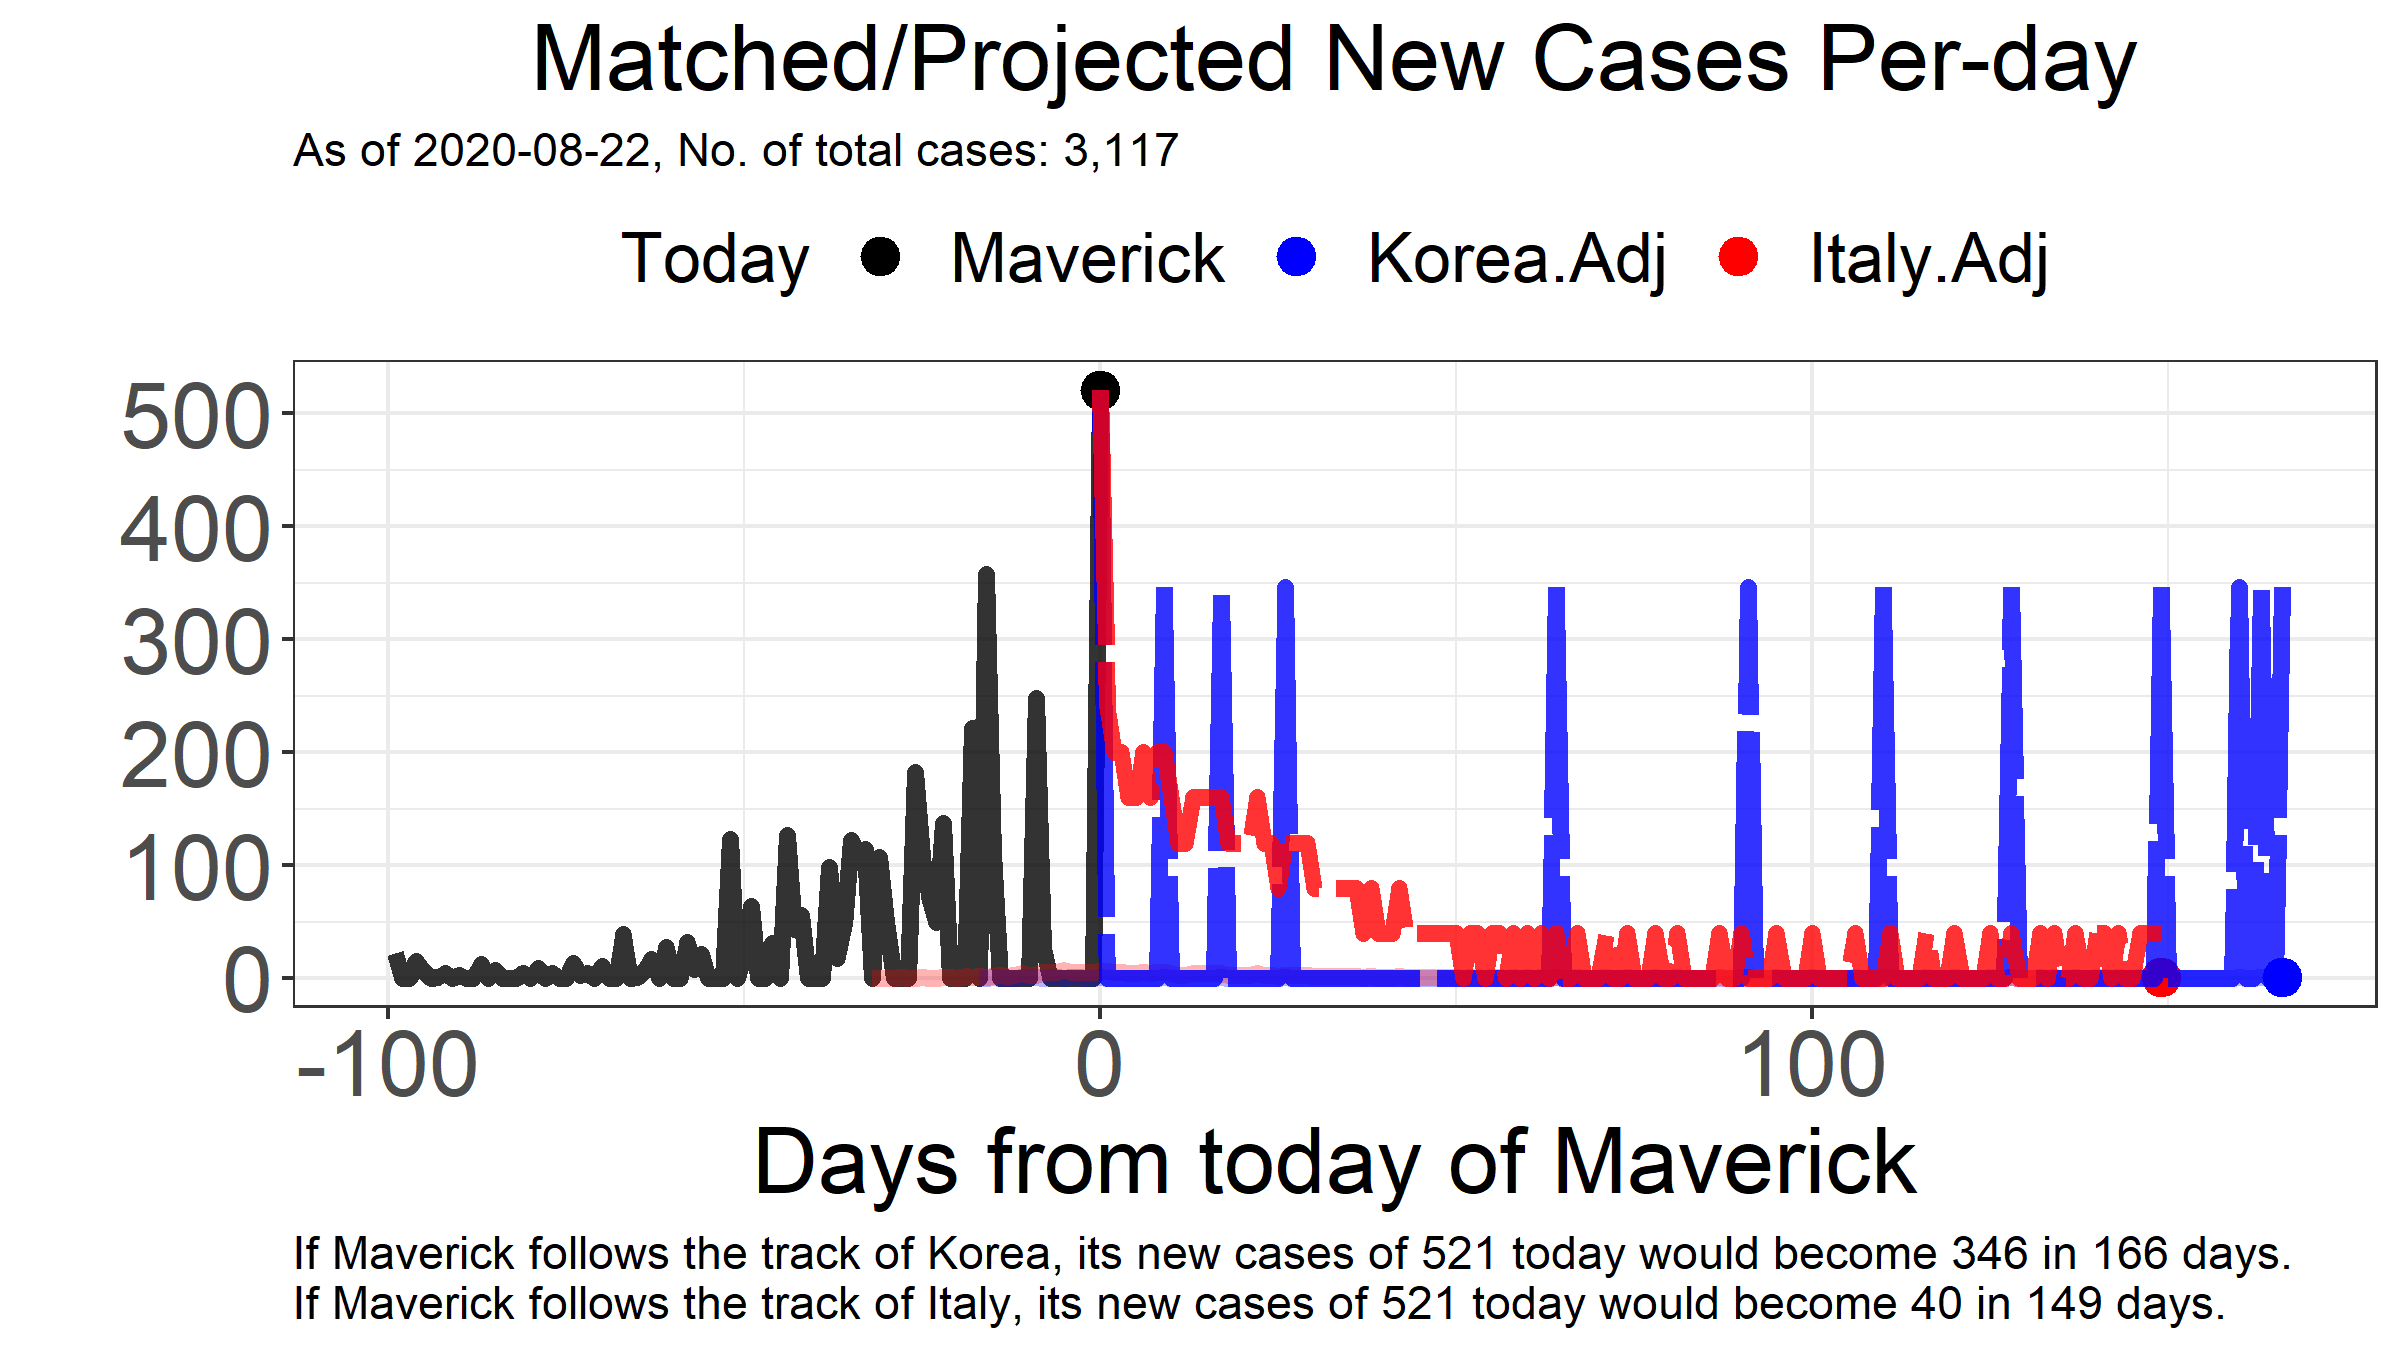 Matched/Projected New Cases Per-day
As of 2020-08-22, No. of total cases: 3,117
Today Maverick Korea.Adj Italy.Adj
500
400
300
200
100
0
-100 0 100
Days from today of Maverick
If Maverick follows the track of Korea, its new cases of 521 today would become 346 in 166 days.
If Maverick follows the track of Italy, its new cases of 521 today would become 40 in 149 days.